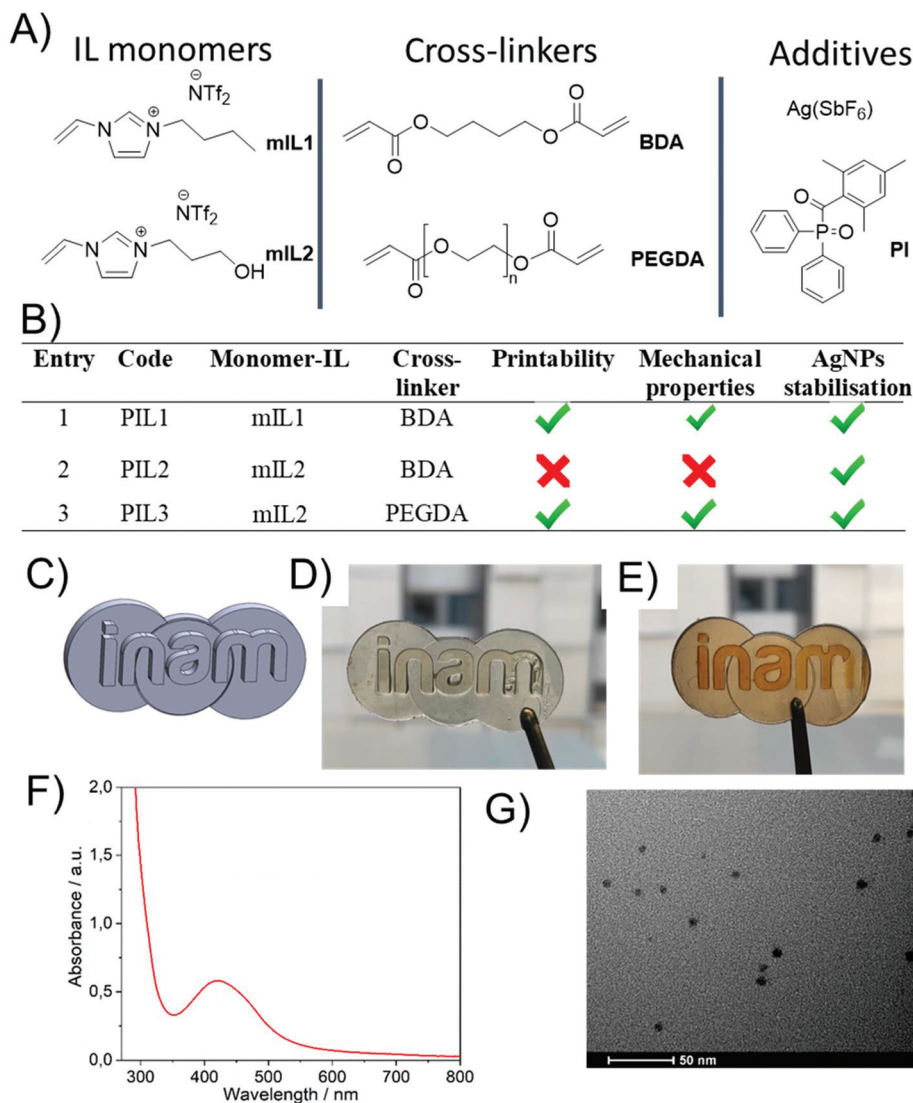 A)
IL monomers
Cross-linkers
Additives
⊖
NTf₂
N
⊕
N
mIL1
O
O
O
O
BDA
Ag(SbF₆)
⊖
NTf₂
N
⊕
N
OH
mIL2
O
O
O
O
n
PEGDA
O
P
O
PI
B)
Entry Code Monomer-IL Cross-linker Printability Mechanical properties AgNPs stabilisation
1 PIL1 mIL1 BDA ✓ ✓ ✓
2 PIL2 mIL2 BDA ✗ ✗ ✓
3 PIL3 mIL2 PEGDA ✓ ✓ ✓
C)
inam
D)
inam
E)
inam
F)
2,0
1,5
1,0
0,5
0,0
Absorbance / a.u.
300 400 500 600 700 800
Wavelength / nm
G)
50 nm